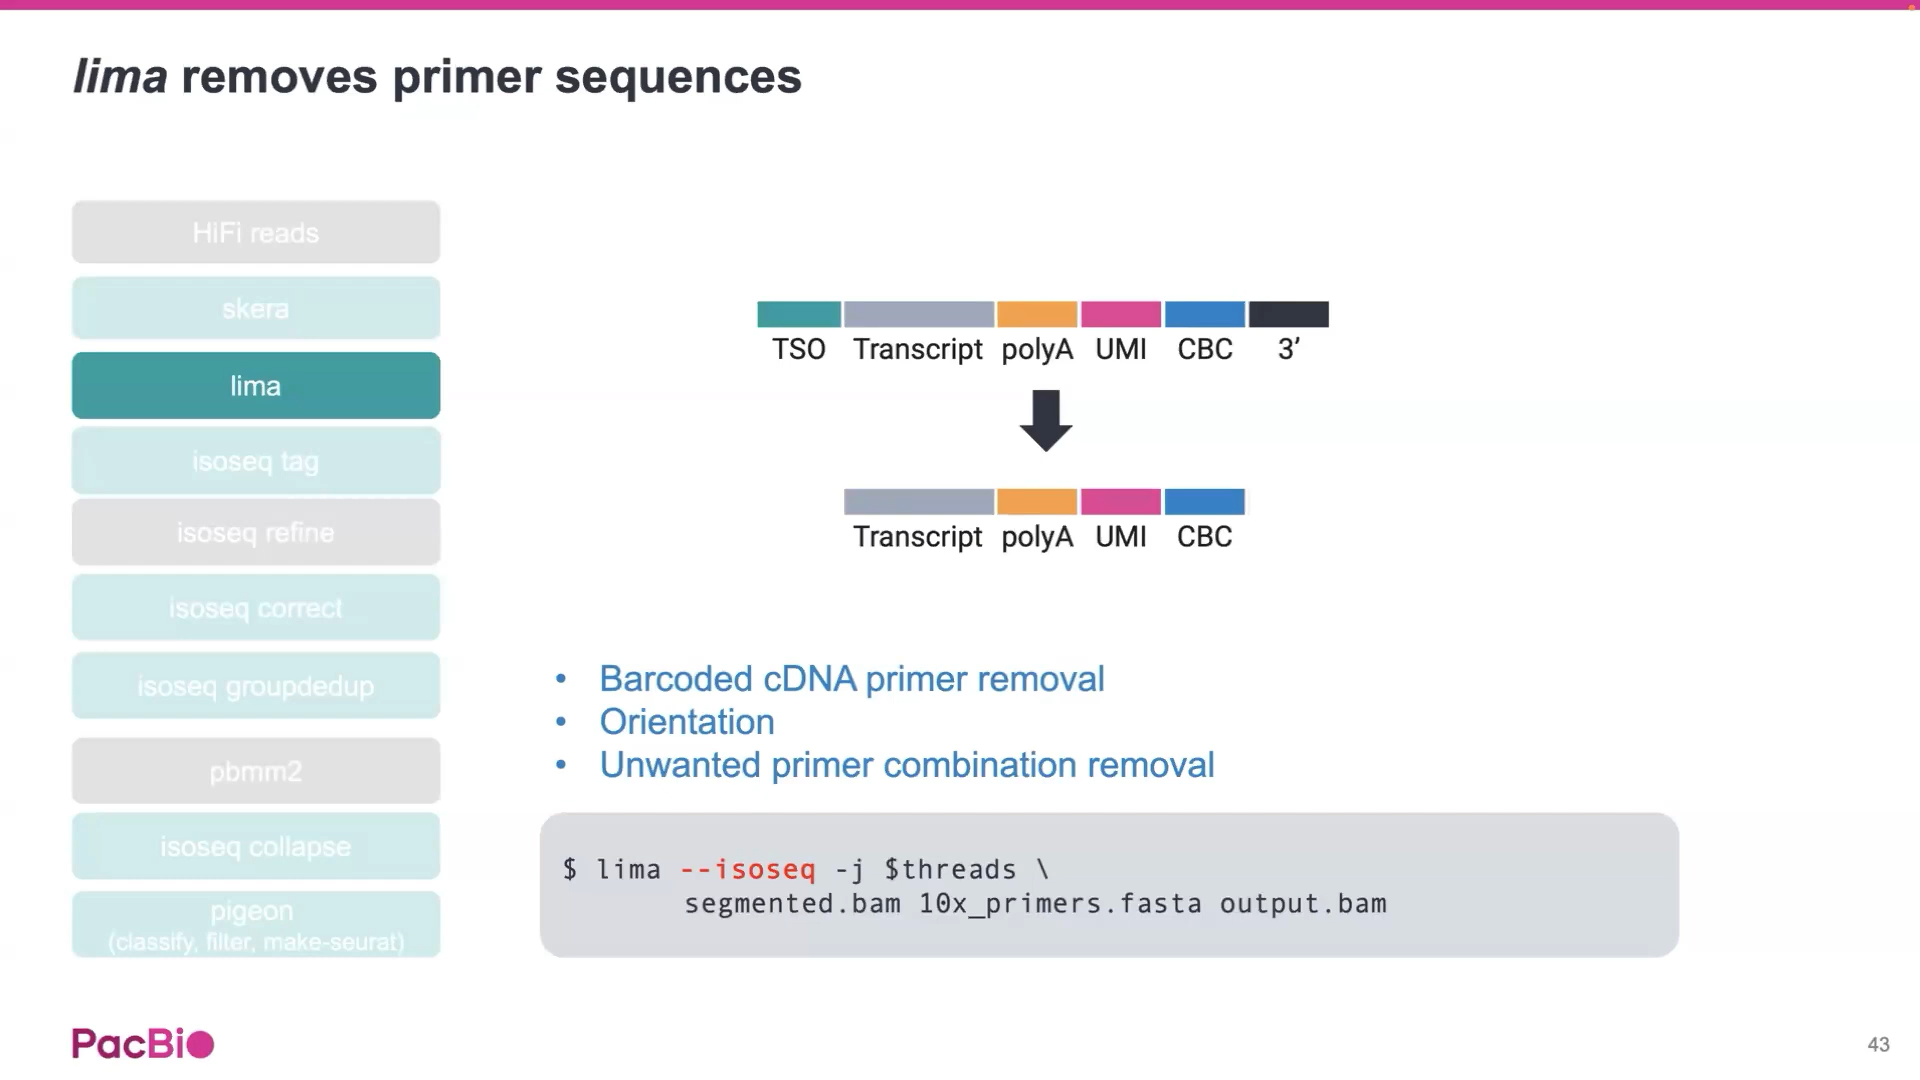 lima removes primer sequences
HiFi reads
skera
lima
isoseq tag
isoseq refine
isoseq correct
isoseq groupdedup
pbmm2
isoseq collapse
pigeon
(classify, filter, make-seurat)
TSO Transcript polyA UMI CBC 3’
Transcript polyA UMI CBC
• Barcoded cDNA primer removal
• Orientation
• Unwanted primer combination removal
$ lima --isoseq -j $threads \
segmented.bam 10x_primers.fasta output.bam
PacBio
43